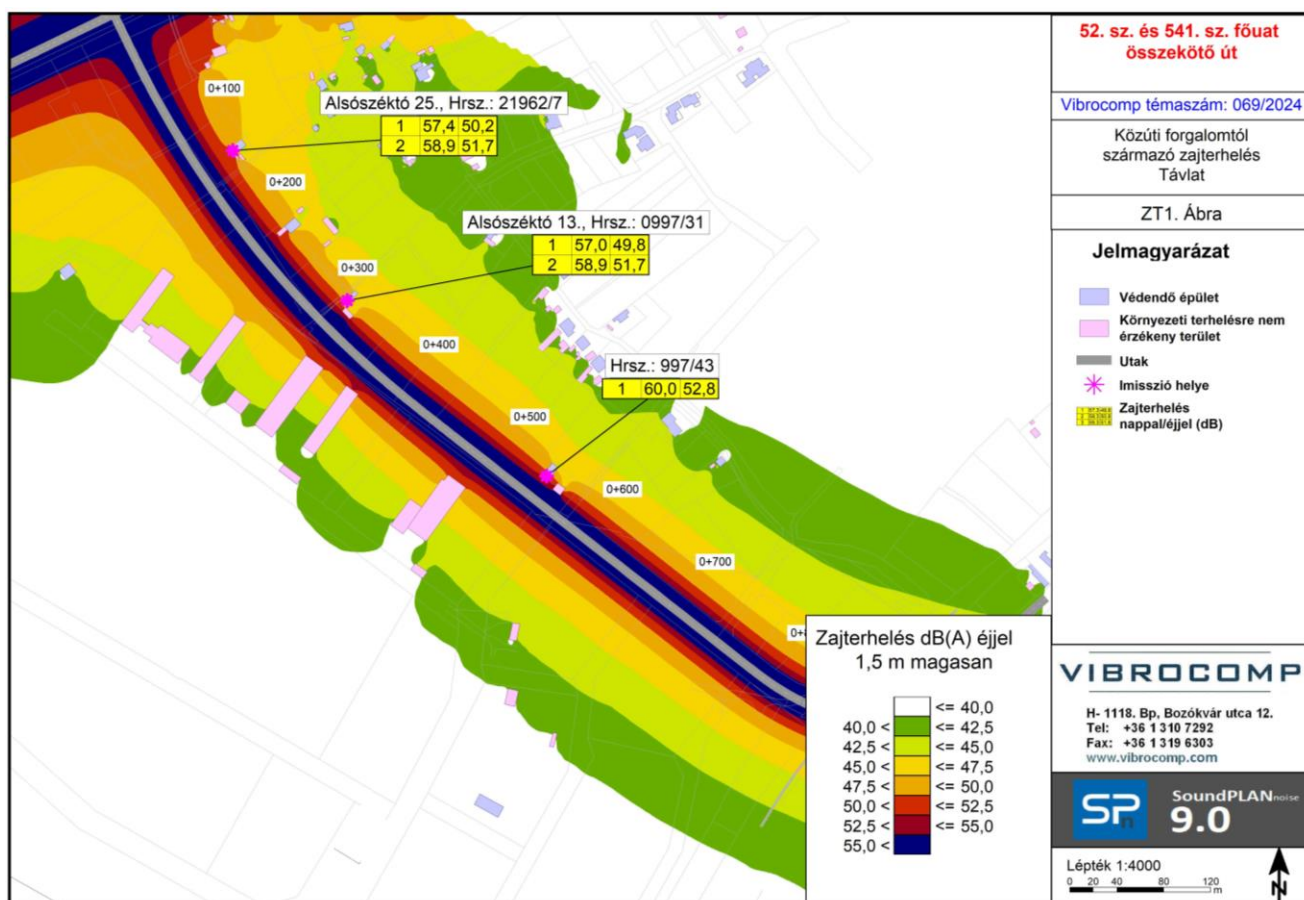 52. sz. és 541. sz. főuat
összekötő út
Vibrocomp témaszám: 069/2024
Közúti forgalomtól
származó zajterhelés
Távlat
ZT1. Ábra
Jelmagyarázat
Védendő épület
Környezeti terhelésre nem
érzékeny terület
Utak
Imisszió helye
Zajterhelés
nappal/éjjel (dB)
0+100
Alsószéktó 25., Hrsz.: 21962/7
1 57,4 50,2
2 58,9 51,7
0+200
Alsószéktó 13., Hrsz.: 0997/31
1 57,0 49,8
2 58,9 51,7
0+300
0+400
Hrsz.: 997/43
1 60,0 52,8
0+500
0+600
0+700
Zajterhelés dB(A) éjjel
1,5 m magasan
<= 40,0
40,0 < <= 42,5
42,5 < <= 45,0
45,0 < <= 47,5
47,5 < <= 50,0
50,0 < <= 52,5
52,5 < <= 55,0
55,0 <
VIBROCOMP
H- 1118. Bp, Bozókvár utca 12.
Tel: +36 1 310 7292
Fax: +36 1 319 6303
www.vibrocomp.com
SPn
SoundPLANnoise
9.0
Lépték 1:4000
0 20 40 80 120
m
N